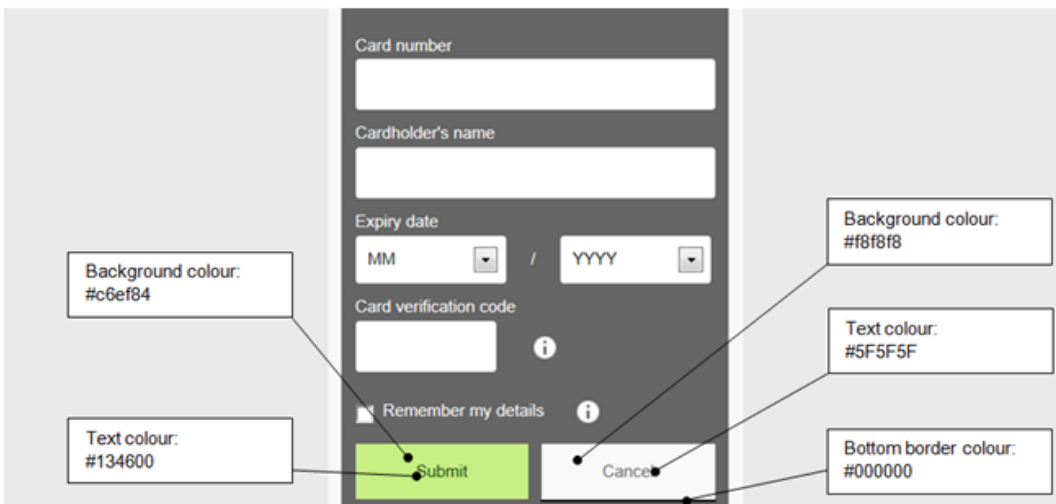 Card number
Cardholder's name
Expiry date
MM / YYYY
Card verification code
Remember my details
Submit Cancel
Background colour:
#c6ef84
Text colour:
#134600
Background colour:
#f8f8f8
Text colour:
#5F5F5F
Bottom border colour:
#000000